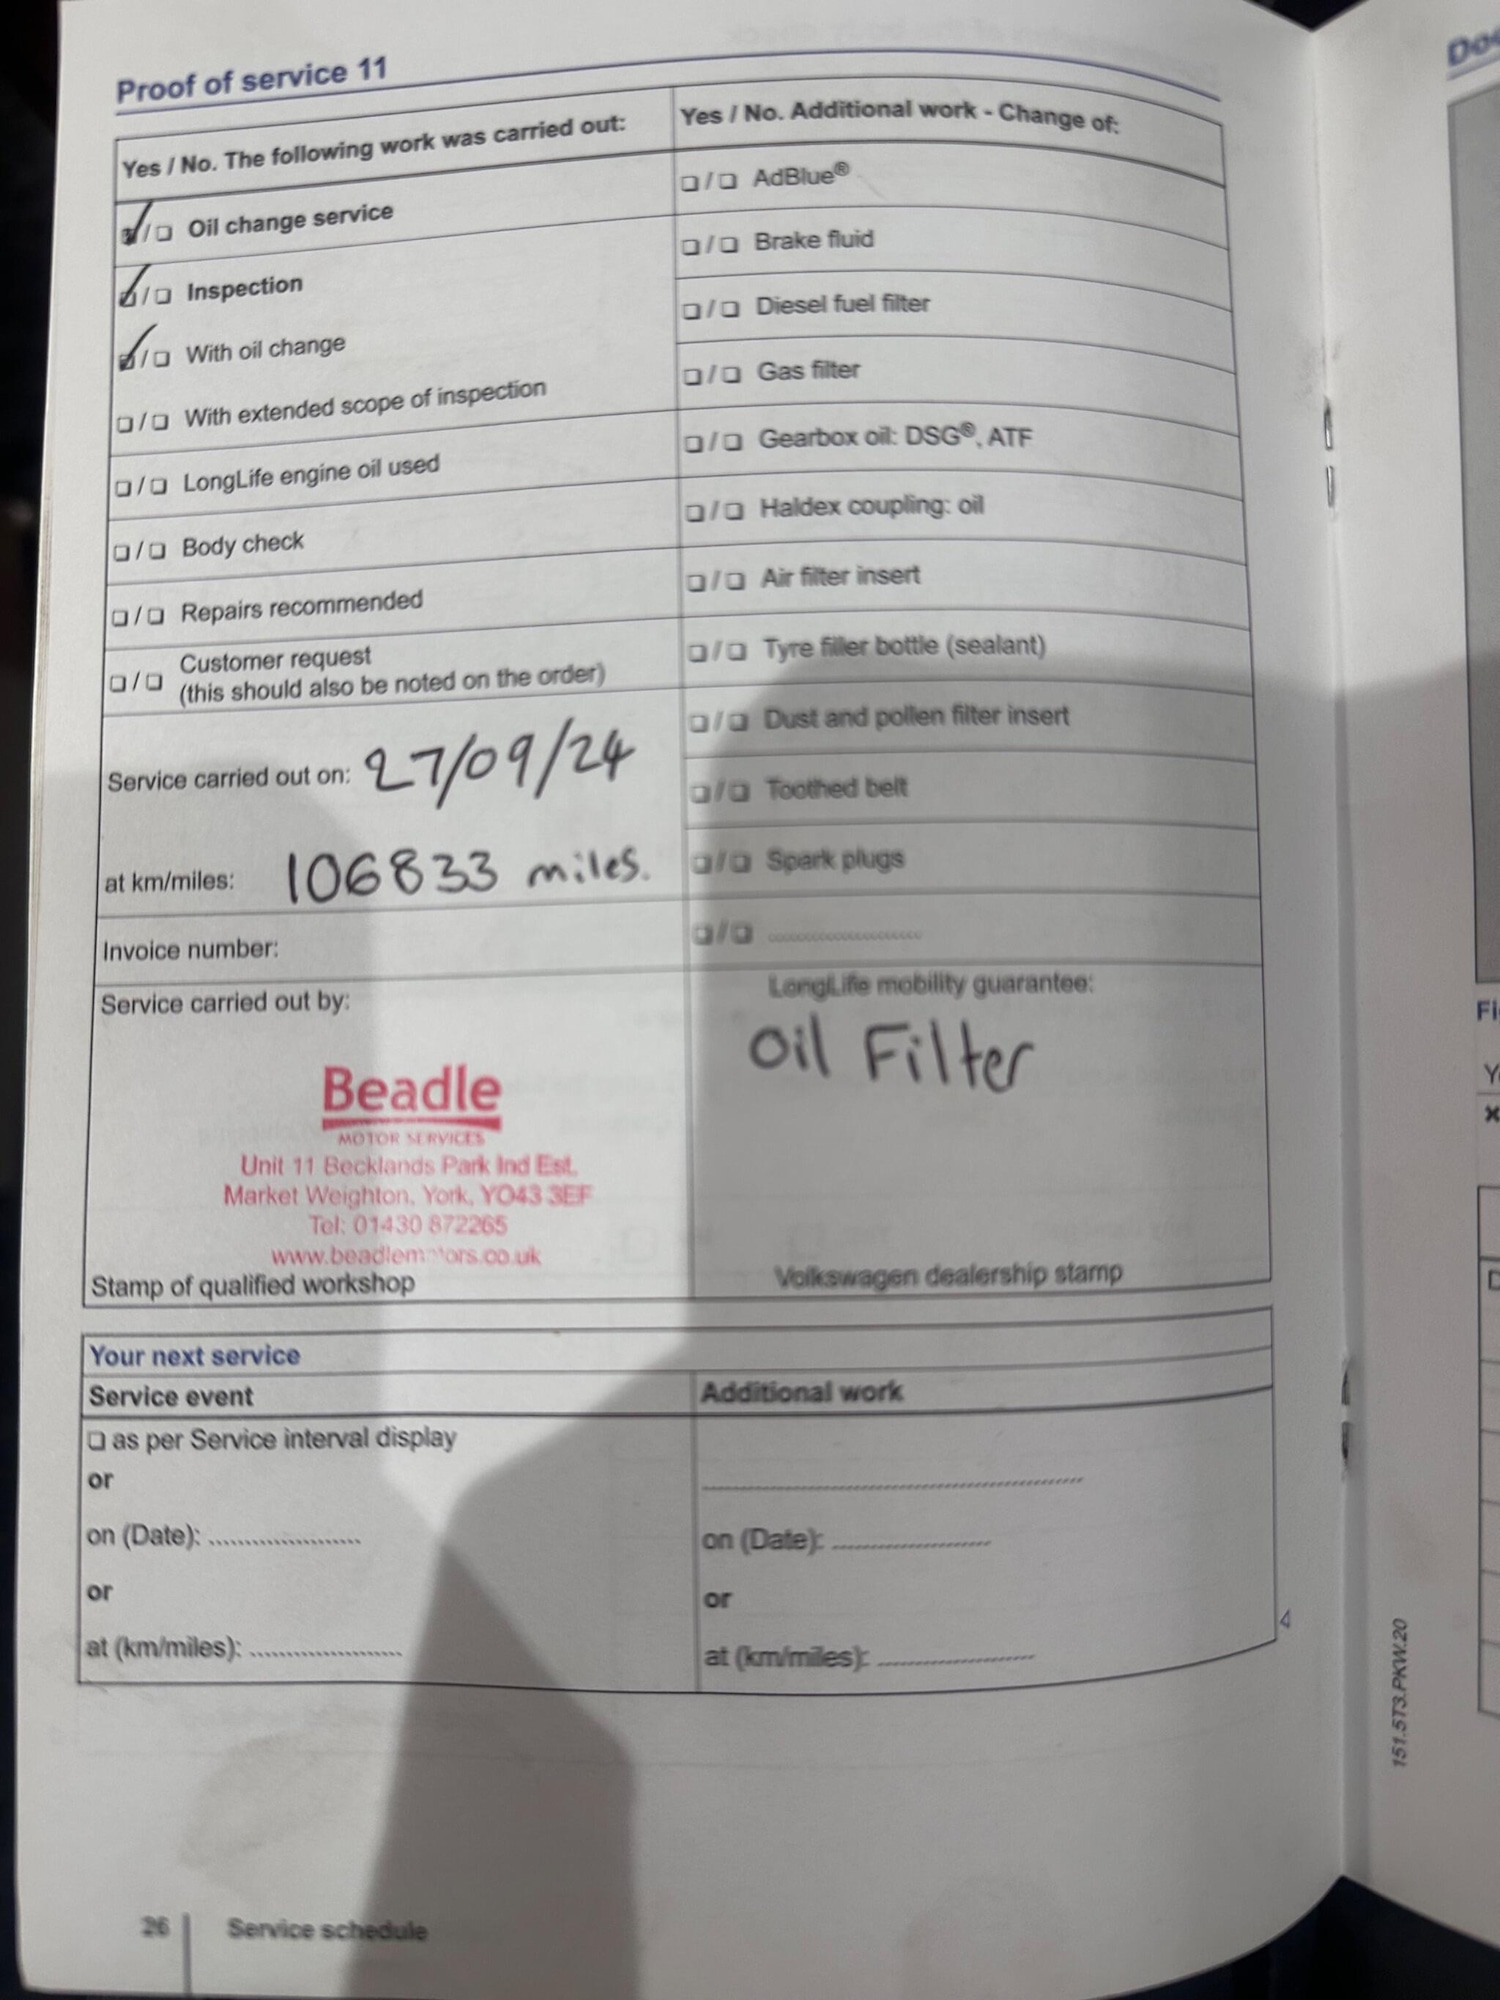 Proof of service 11
Yes / No. The following work was carried out:
❏ / ❏ Oil change service
❏ / ❏ Inspection
❏ / ❏ With oil change
❏ / ❏ With extended scope of inspection
❏ / ❏ LongLife engine oil used
❏ / ❏ Body check
❏ / ❏ Repairs recommended
❏ / ❏ Customer request
(this should also be noted on the order)
Service carried out on: 27/09/24
at km/miles: 106833 miles.
Invoice number:
Service carried out by:
Beadle
MOTOR SERVICES
Unit 11 Becklands Park Ind Est,
Market Weighton, York, YO43 3EF
Tel: 01430 872265
Stamp of qualified workshop
Yes / No. Additional work - Change of:
❏ / ❏ AdBlue®
❏ / ❏ Brake fluid
❏ / ❏ Diesel fuel filter
❏ / ❏ Gas filter
❏ / ❏ Gearbox oil: DSG®, ATF
❏ / ❏ Haldex coupling: oil
❏ / ❏ Air filter insert
❏ / ❏ Tyre filler bottle (sealant)
❏ / ❏ Dust and pollen filter insert
❏ / ❏ Toothed belt
❏ / ❏ Spark plugs
❏ / ❏ ......................
LongLife mobility guarantee:
Oil Filter
Volkswagen dealership stamp
Your next service
Service event
❏ as per Service interval display
or
on (Date): .....................
or
at (km/miles): .....................
Additional work
.....................................................
on (Date): ......................
or
at (km/miles): ......................
151.5T3.PKW.20
26 Service schedule